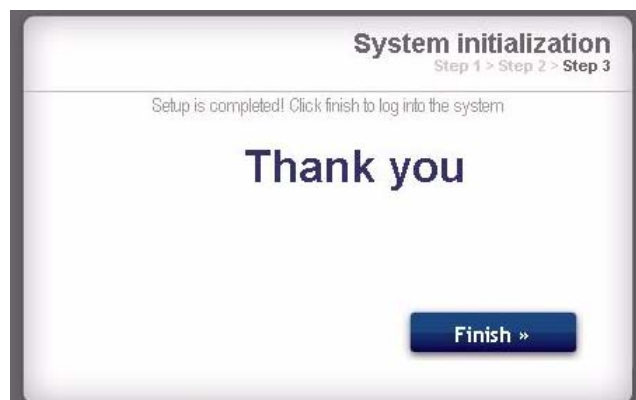 System initialization
Step 1 > Step 2 > Step 3
Setup is completed! Click finish to log into the system
Thank you
Finish »